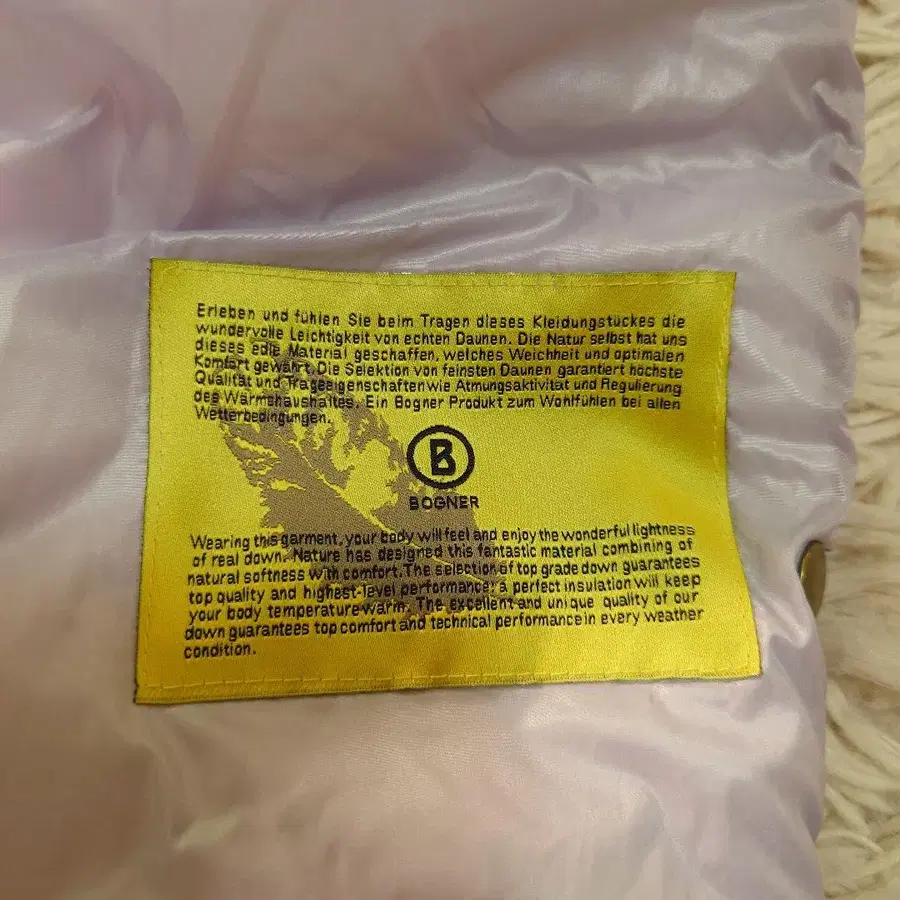 Erleben und fühlen Sie beim Tragen dieses Kleidungstückes die
wundervolle Leichtigkeit von echten Daunen. Die Natur selbst hat uns
dieses edle Material geschaffen, welches Weichheit und optimalen
Komfort gewährt. Die Selektion von feinsten Daunen garantiert höchste
Qualität und Trageeigenschaften wie Atmungsaktivität und Regulierung
des Wärmehaushaltes. Ein Bogner Produkt zum Wohlfühlen bei allen
Wetterbedingungen.
B
BOGNER
Wearing this garment, your body will feel and enjoy the wonderful lightness
of real down. Nature has designed this fantastic material combining of
natural softness with comfort. The selection of top grade down guarantees
top quality and highest-level performance; a perfect insulation will keep
your body temperature warm. The excellent and unique quality of our
down guarantees top comfort and technical performance in every weather
condition.